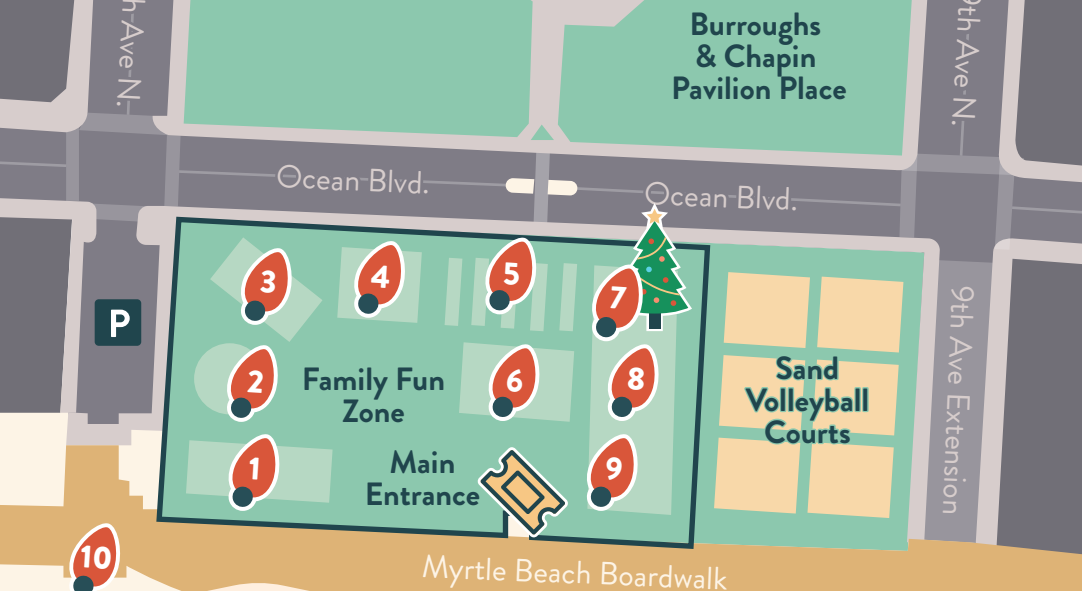 h Ave N.
Burroughs
& Chapin
Pavilion Place
9th Ave N.
Ocean Blvd.
Ocean Blvd.
3
4
5
7
P
2
Family Fun
Zone
6
8
Sand
Volleyball
Courts
9th Ave Extension
1
Main
Entrance
9
10
Myrtle Beach Boardwalk